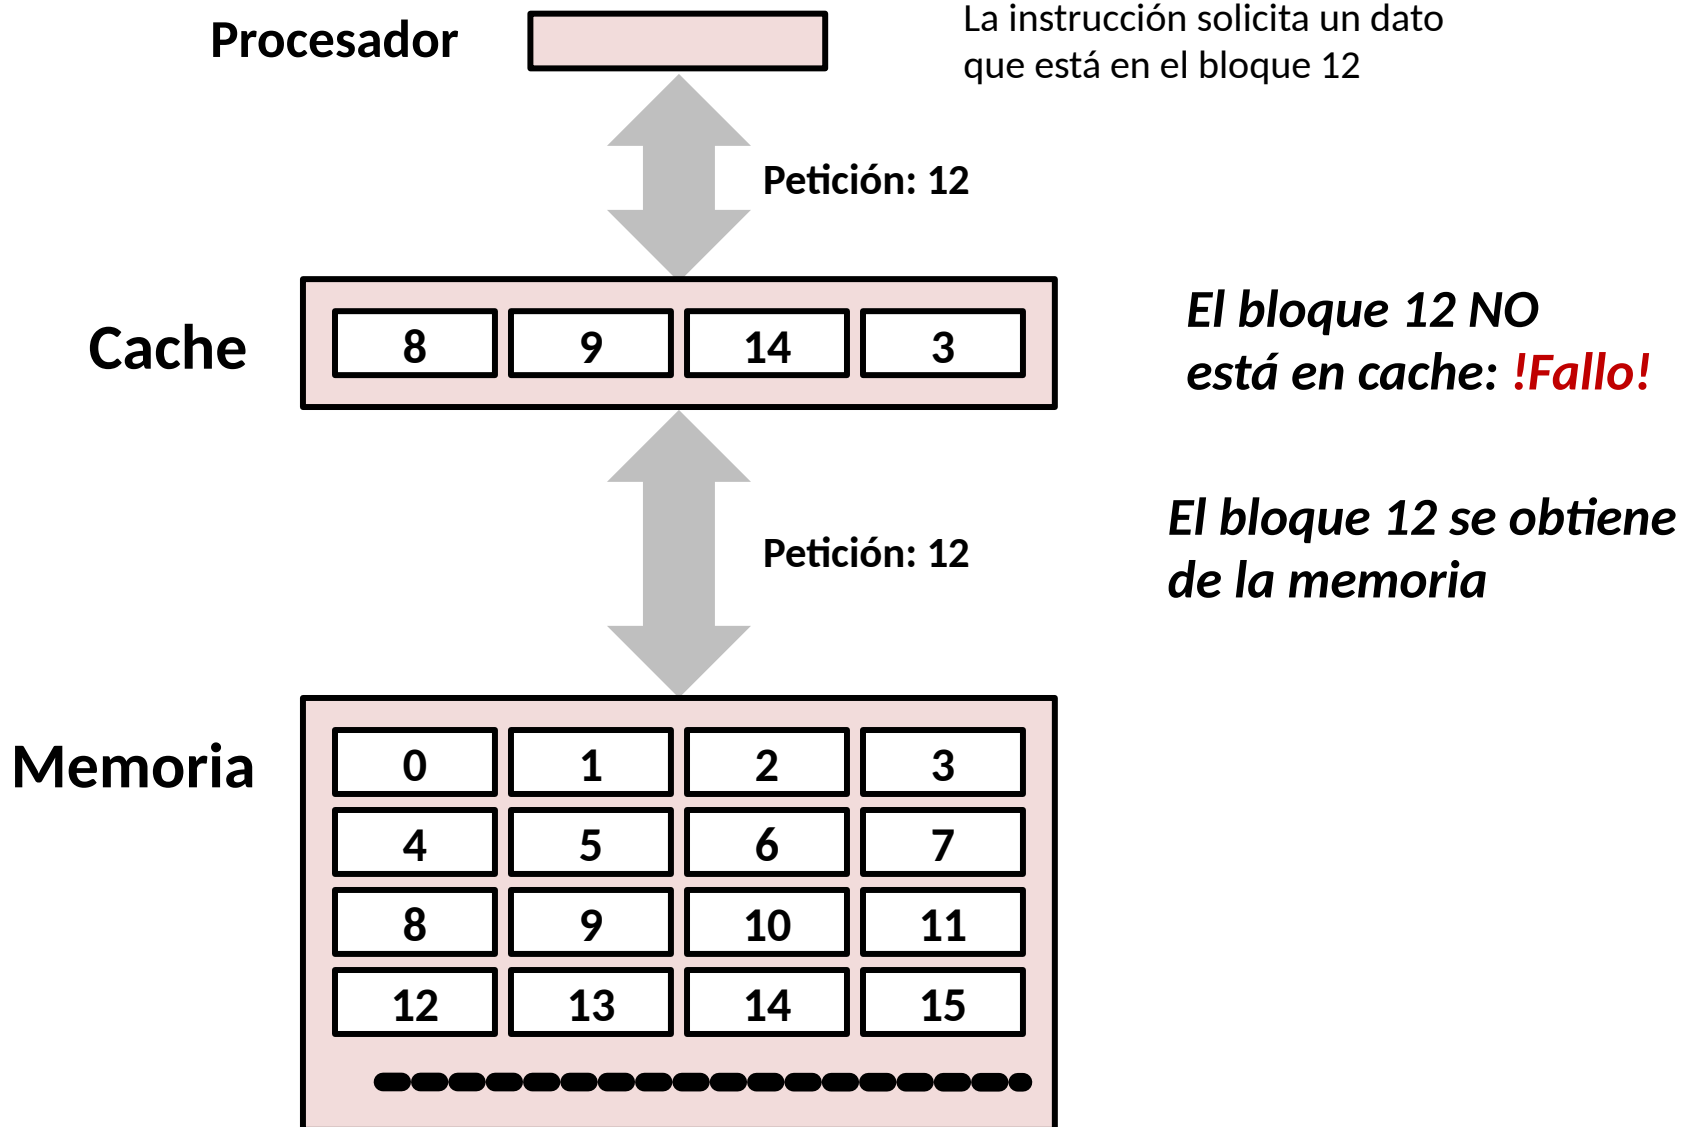 Procesador
La instrucción solicita un dato
que está en el bloque 12
Petición: 12
Cache
8 9 14 3
El bloque 12 NO
está en cache: !Fallo!
Petición: 12
El bloque 12 se obtiene
de la memoria
Memoria
0 1 2 3
4 5 6 7
8 9 10 11
12 13 14 15